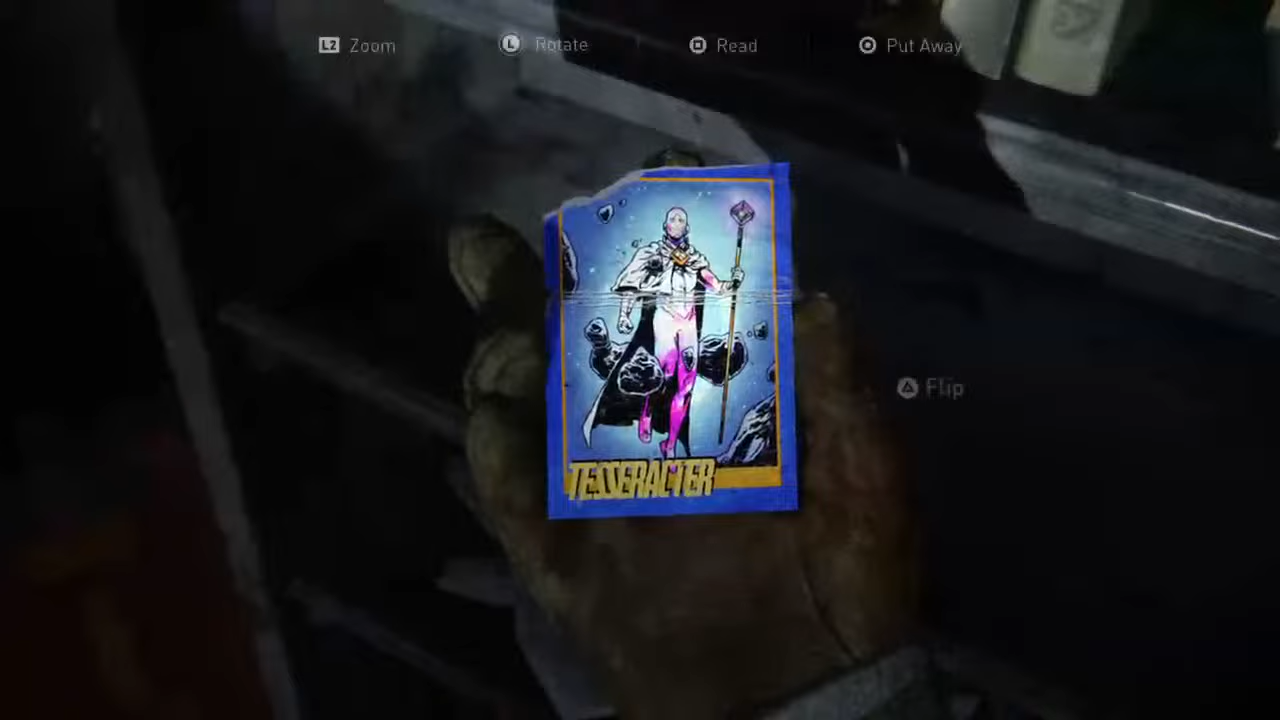 L2 Zoom
L Rotate
Read
Put Away
Flip
TESSERACTER